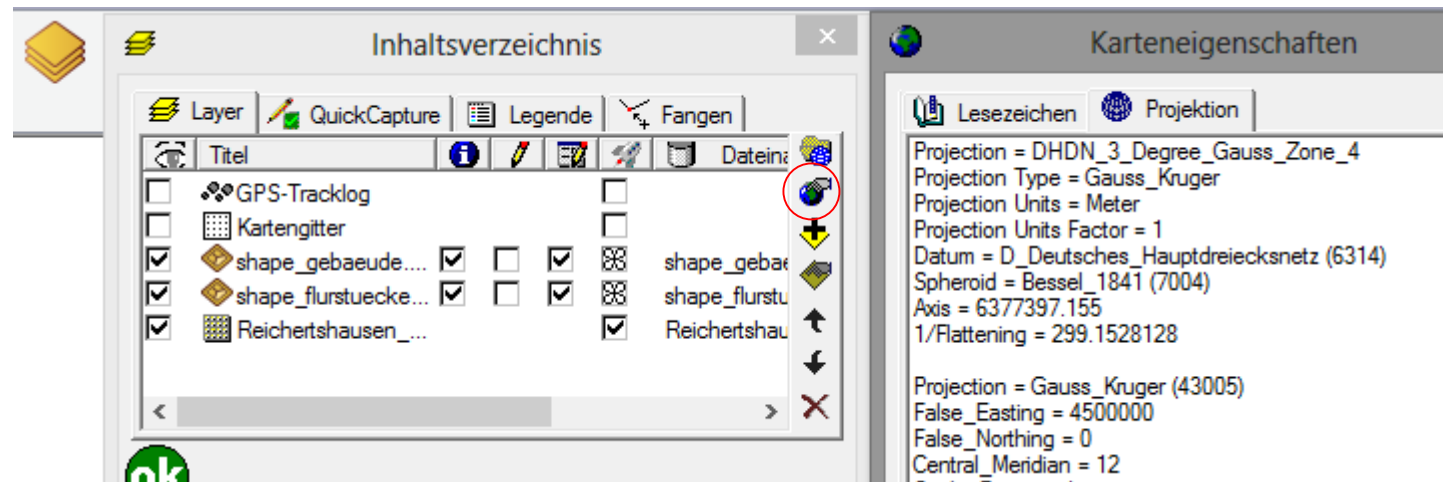 Inhaltsverzeichnis
Layer QuickCapture Legende Fangen
Titel
GPS-Tracklog
Kartengitter
shape_gebaeude.... shape_gebae
shape_flurstuecke... shape_flurstu
Reichertshausen_... Reichertshau
ok
Karteneigenschaften
Lesezeichen Projektion
Projection = DHDN_3_Degree_Gauss_Zone_4
Projection Type = Gauss_Kruger
Projection Units = Meter
Projection Units Factor = 1
Datum = D_Deutsches_Hauptdreiecksnetz (6314)
Spheroid = Bessel_1841 (7004)
Axis = 6377397.155
1/Flattening = 299.1528128
Projection = Gauss_Kruger (43005)
False_Easting = 4500000
False_Northing = 0
Central_Meridian = 12